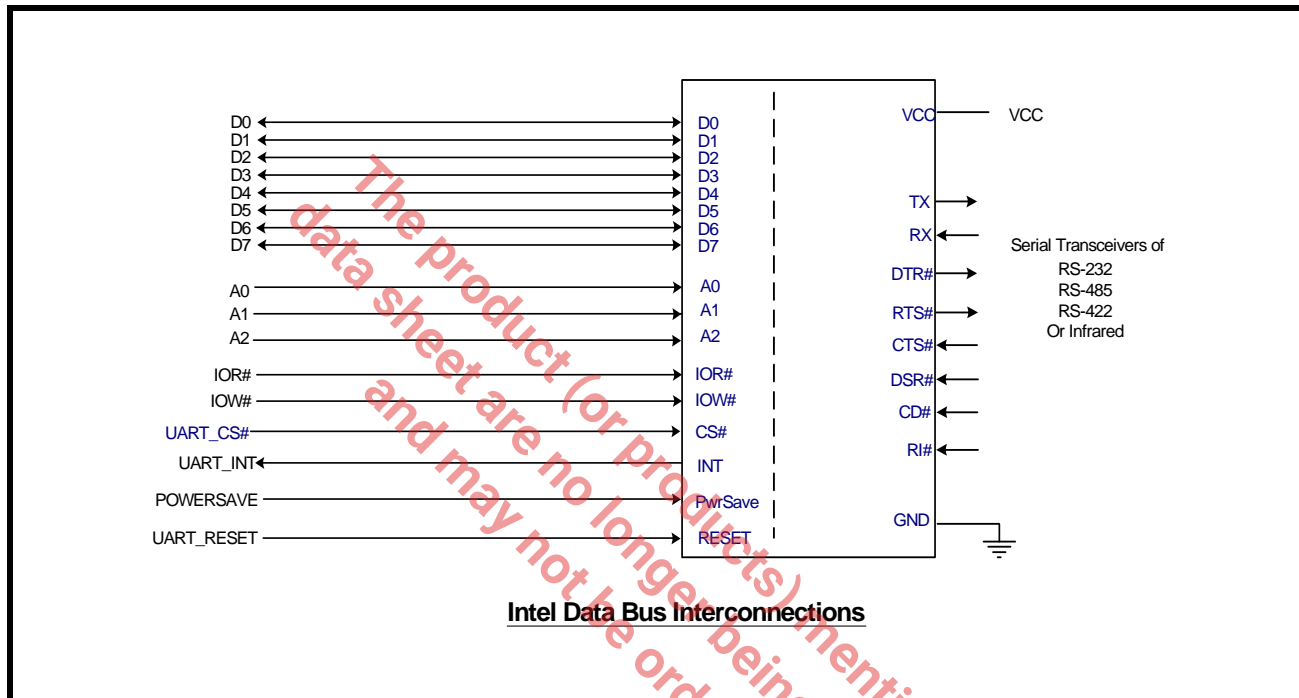 D0 D0 VCC VCC
D1 D1
D2 D2
D3 D3
D4 D4
D5 D5 TX
D6 D6
D7 D7 RX
Serial Transceivers of
RS-232
RS-485
RS-422
Or Infrared
A0 A0 DTR#
A1 A1 RTS#
A2 A2 CTS#
IOR# IOR# DSR#
IOW# IOW# CD#
UART_CS# CS#
UART_INT INT RI#
POWERSAVE PwrSave
UART_RESET RESET GND
Intel Data Bus Interconnections
The product (or products) menti
data sheet are no longer being
and may not be ord